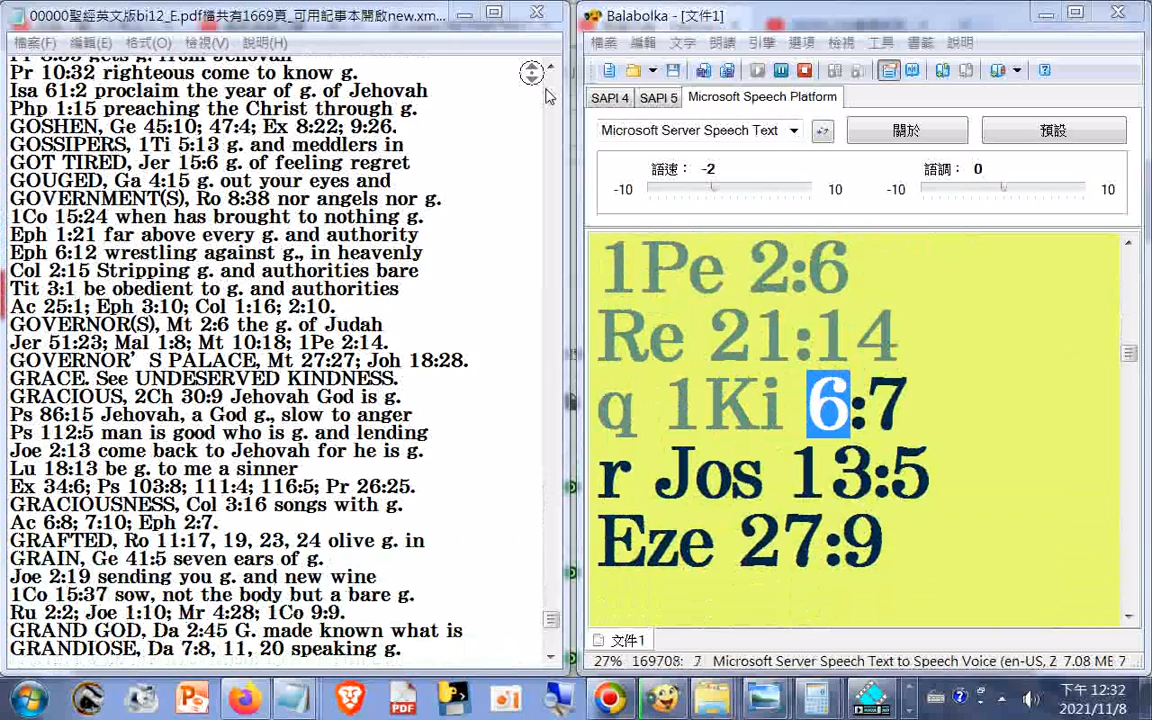 00000聖經英文版bi12_E.pdf檔共有1669頁_可用記事本開啟new.xm...
檔案(F) 編輯(E) 格式(O) 檢視(V) 說明(H)
Pr 10:32 righteous come to know g.
Isa 61:2 proclaim the year of g. of Jehovah
Php 1:15 preaching the Christ through g.
GOSHEN, Ge 45:10; 47:4; Ex 8:22; 9:26.
GOSSIPERS, 1Ti 5:13 g. and meddlers in
GOT TIRED, Jer 15:6 g. of feeling regret
GOUGED, Ga 4:15 g. out your eyes and
GOVERNMENT(S), Ro 8:38 nor angels nor g.
1Co 15:24 when has brought to nothing g.
Eph 1:21 far above every g. and authority
Eph 6:12 wrestling against g., in heavenly
Col 2:15 Stripping g. and authorities bare
Tit 3:1 be obedient to g. and authorities
Ac 25:1; Eph 3:10; Col 1:16; 2:10.
GOVERNOR(S), Mt 2:6 the g. of Judah
Jer 51:23; Mal 1:8; Mt 10:18; 1Pe 2:14.
GOVERNOR'S PALACE, Mt 27:27; Joh 18:28.
GRACE. See UNDESERVED KINDNESS.
GRACIOUS, 2Ch 30:9 Jehovah God is g.
Ps 86:15 Jehovah, a God g., slow to anger
Ps 112:5 man is good who is g. and lending
Joe 2:13 come back to Jehovah for he is g.
Lu 18:13 be g. to me a sinner
Ex 34:6; Ps 103:8; 111:4; 116:5; Pr 26:25.
GRACIOUSNESS, Col 3:16 songs with g.
Ac 6:8; 7:10; Eph 2:7.
GRAFTED, Ro 11:17, 19, 23, 24 olive g. in
GRAIN, Ge 41:5 seven ears of g.
Joe 2:19 sending you g. and new wine
1Co 15:37 sow, not the body but a bare g.
Ru 2:2; Joe 1:10; Mr 4:28; 1Co 9:9.
GRAND GOD, Da 2:45 G. made known what is
GRANDIOSE, Da 7:8, 11, 20 speaking g.
Balabolka - [文件1]
檔案 編輯 文字 朗讀 引擎 選項 檢視 工具 書籤 說明
SAPI 4 SAPI 5 Microsoft Speech Platform
Microsoft Server Speech Text 關於 預設
語速： -2 語調： 0
-10 10 -10 10
1Pe 2:6
Re 21:14
q 1Ki 6:7
r Jos 13:5
Eze 27:9
文件1
27% 169708: 7 Microsoft Server Speech Text to Speech Voice (en-US, Z 7.08 ME 7
下午 12:32
2021/11/8